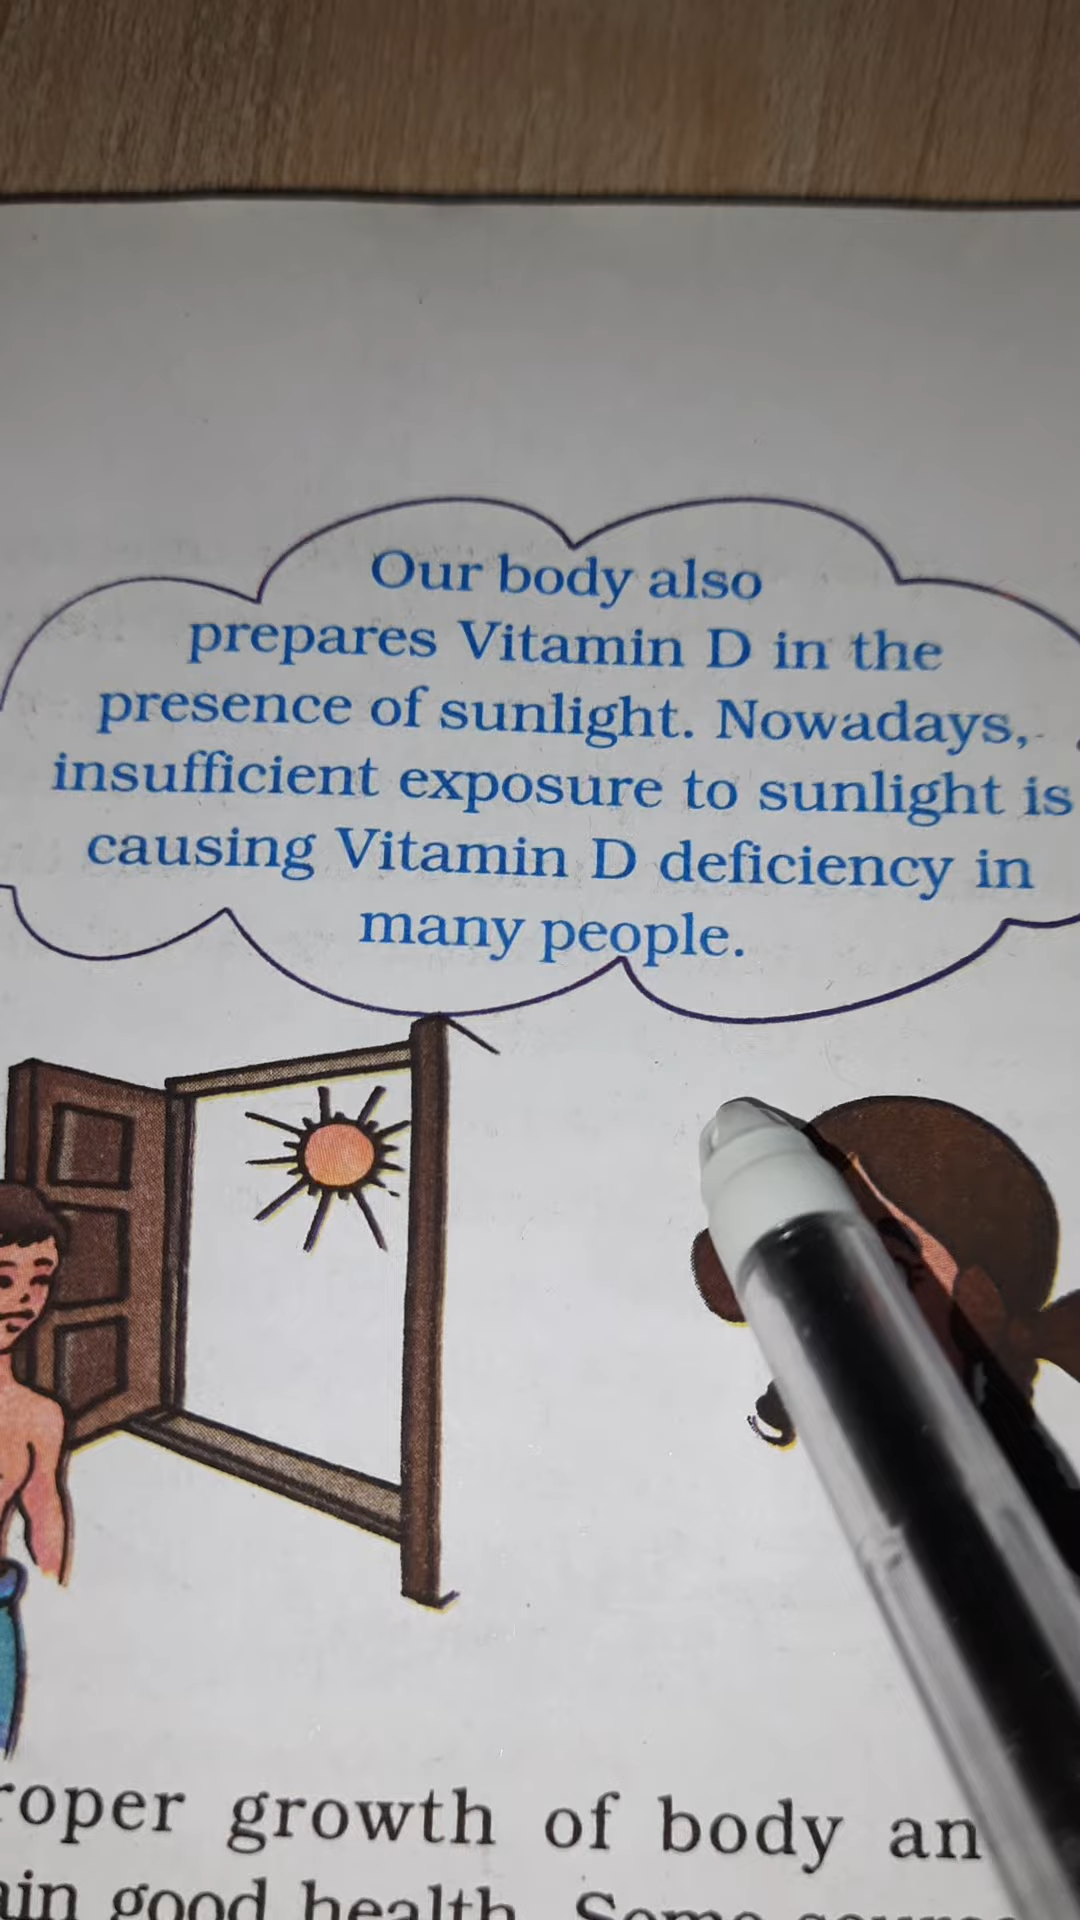 Our body also
prepares Vitamin D in the
presence of sunlight. Nowadays,
insufficient exposure to sunlight is
causing Vitamin D deficiency in
many people.
roper growth of body an
ain good health. Some